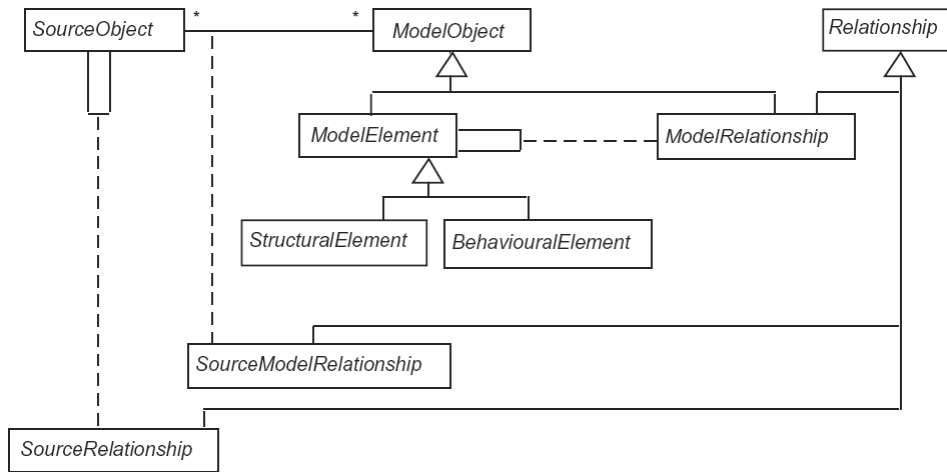 * *
SourceObject ModelObject Relationship
ModelElement ModelRelationship
StructuralElement BehaviouralElement
SourceModelRelationship
SourceRelationship